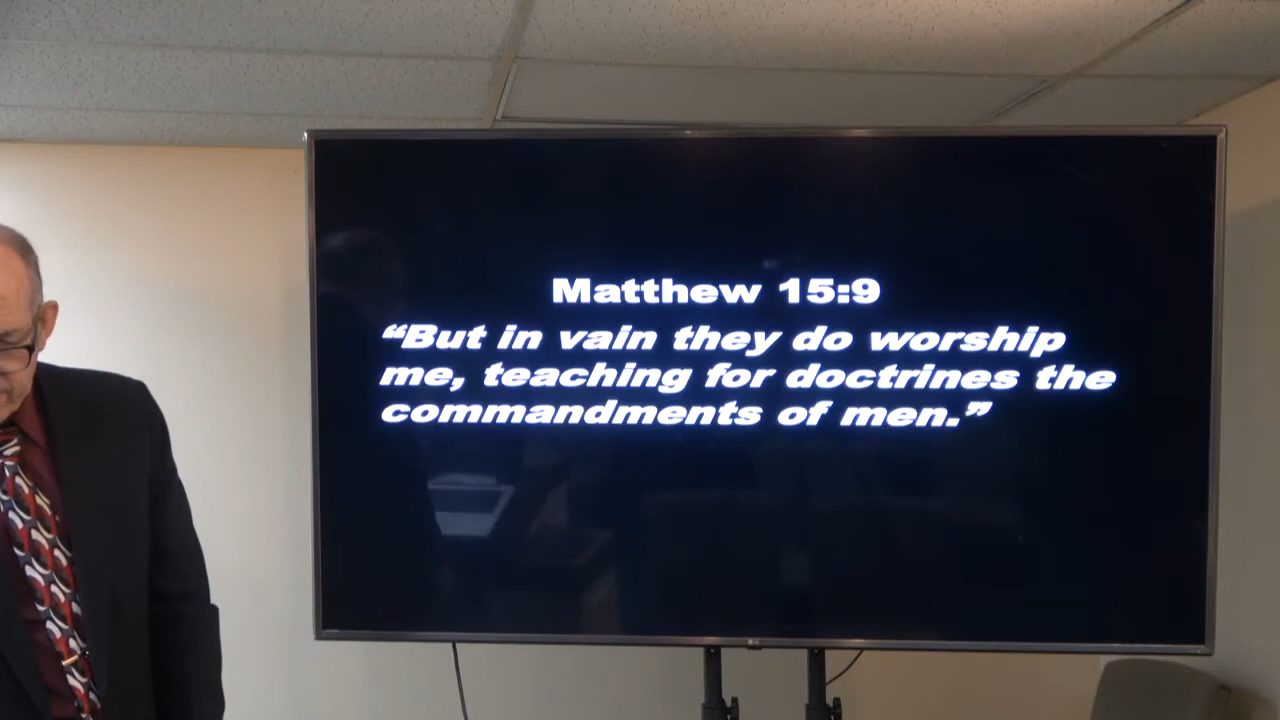 Matthew 15:9
“But in vain they do worship
me, teaching for doctrines the
commandments of men.”